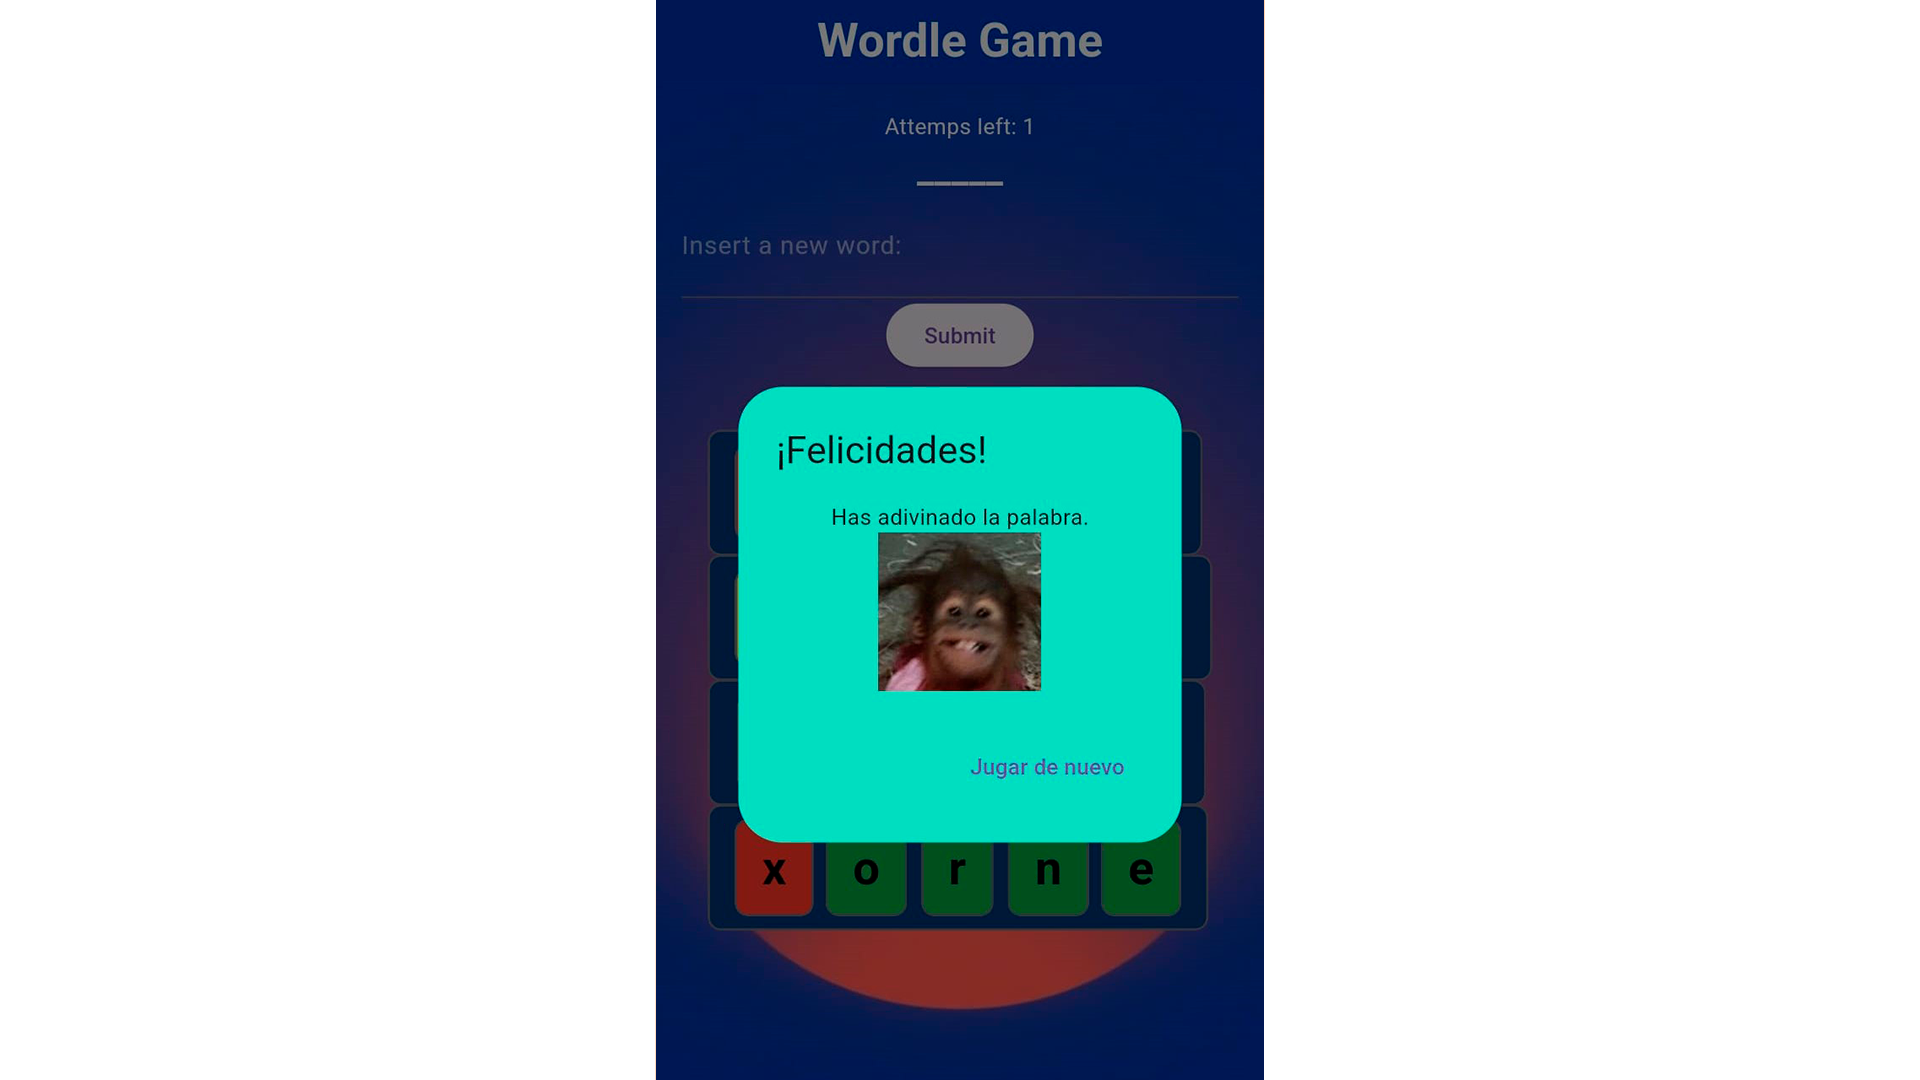 Wordle Game
Attemps left: 1
_____
Insert a new word:
Submit
¡Felicidades!
Has adivinado la palabra.
Jugar de nuevo
x o r n e